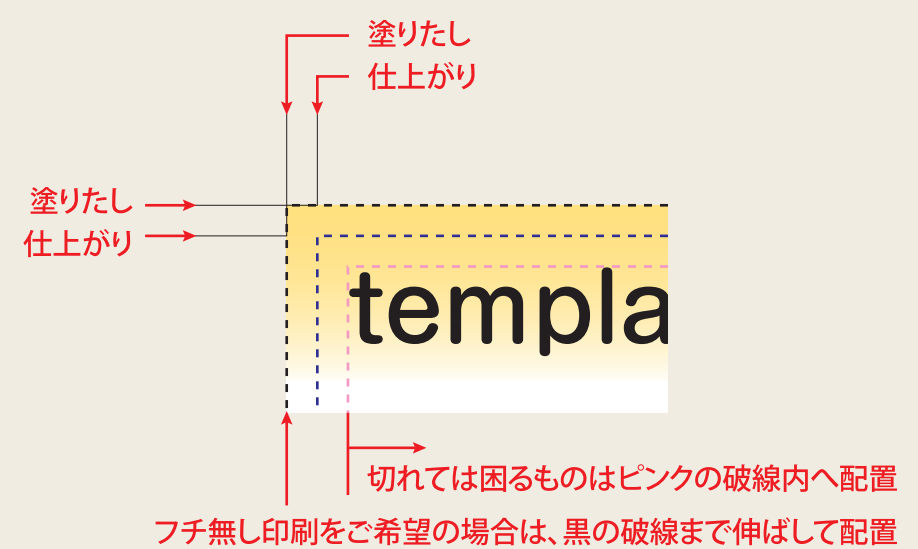 塗りたし
仕上がり
塗りたし
仕上がり
templa
切れては困るものはピンクの破線内へ配置
フチ無し印刷をご希望の場合は、黒の破線まで伸ばして配置